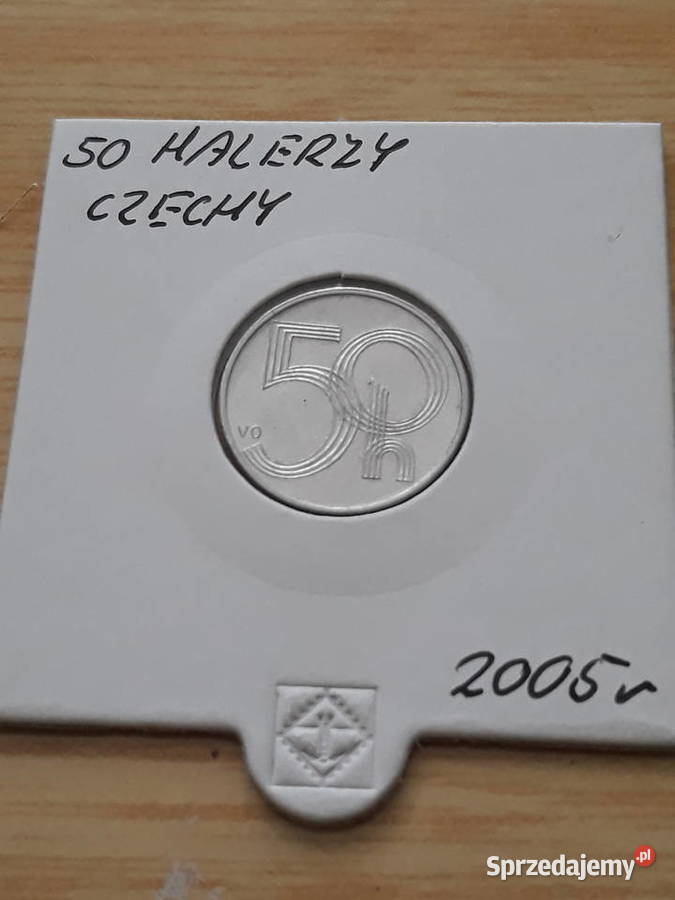 50 HALERZY
CZECHY
50
VO
h
2005r
Sprzedajemy.pl